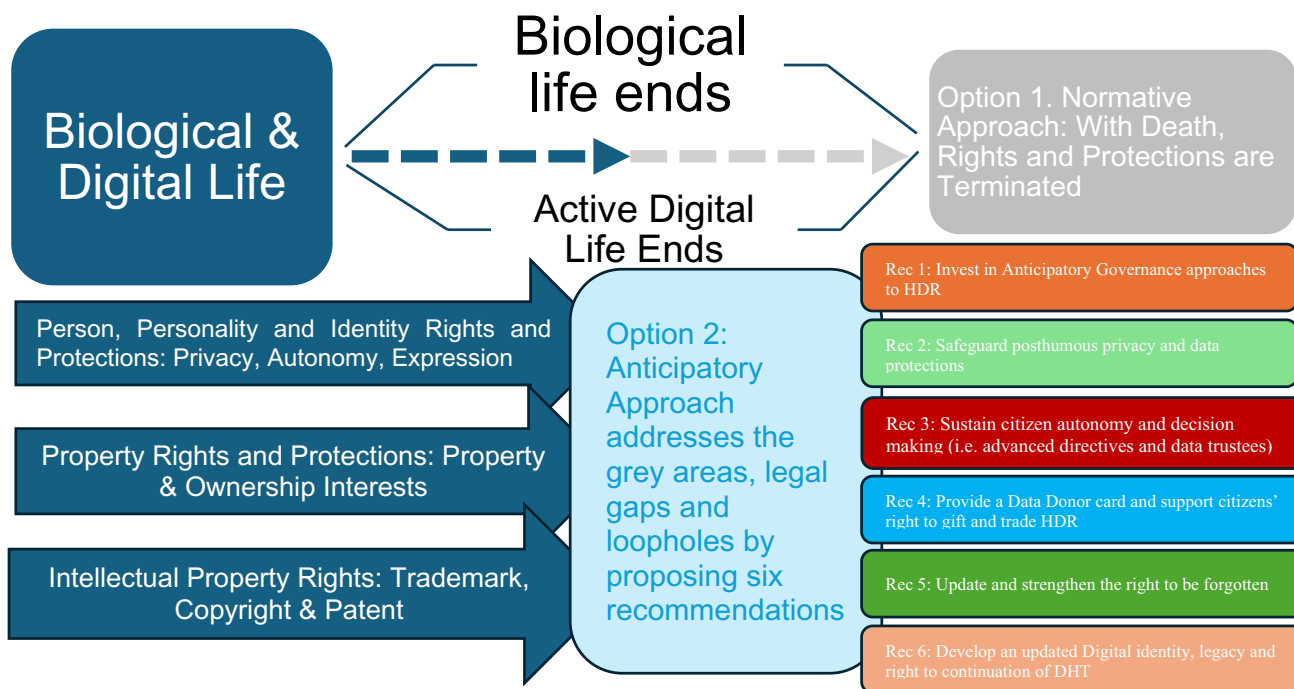 Biological &
Digital Life
Biological
life ends
Active Digital
Life Ends
Option 1. Normative
Approach: With Death,
Rights and Protections are
Terminated
Person, Personality and Identity Rights and
Protections: Privacy, Autonomy, Expression
Property Rights and Protections: Property
& Ownership Interests
Intellectual Property Rights: Trademark,
Copyright & Patent
Option 2:
Anticipatory
Approach
addresses the
grey areas, legal
gaps and
loopholes by
proposing six
recommendations
Rec 1: Invest in Anticipatory Governance approaches
to HDR
Rec 2: Safeguard posthumous privacy and data
protections
Rec 3: Sustain citizen autonomy and decision
making (i.e. advanced directives and data trustees)
Rec 4: Provide a Data Donor card and support citizens’
right to gift and trade HDR
Rec 5: Update and strengthen the right to be forgotten
Rec 6: Develop an updated Digital identity, legacy and
right to continuation of DHT